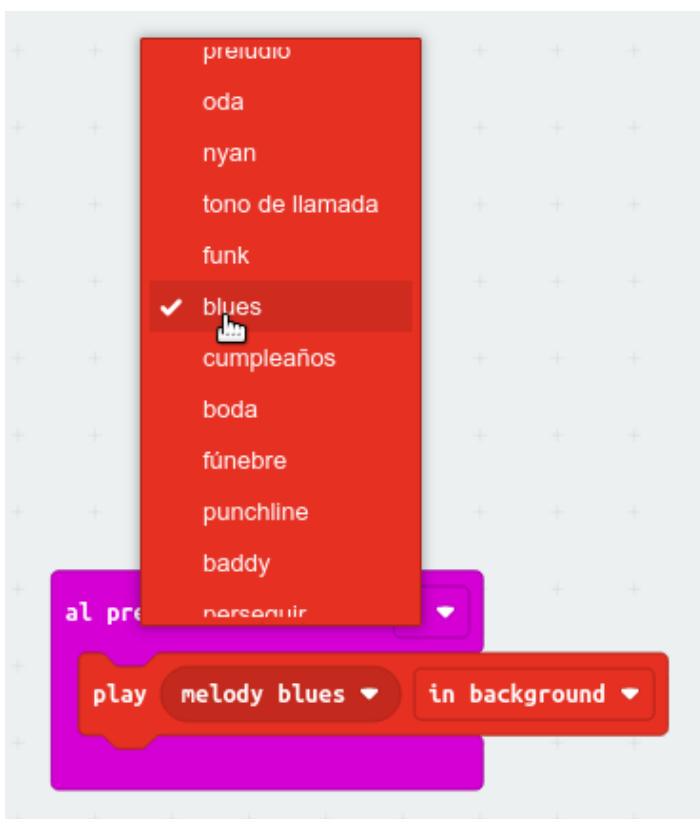 preludio
oda
nyan
tono de llamada
funk
blues
cumpleaños
boda
fúnebre
punchline
baddy
perseguir
al pre
play melody blues in background